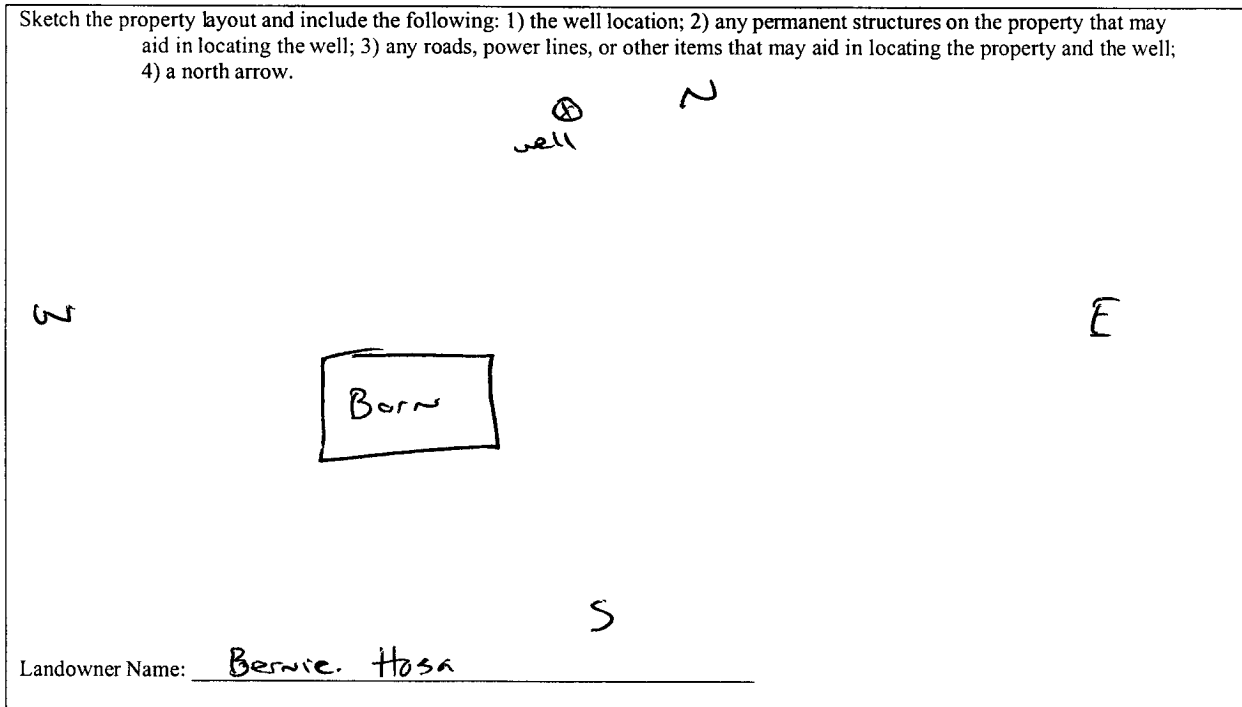 Sketch the property layout and include the following: 1) the well location; 2) any permanent structures on the property that may
aid in locating the well; 3) any roads, power lines, or other items that may aid in locating the property and the well;
4) a north arrow.
N
well
W
E
Barn
S
Landowner Name: Bernie. Hosa